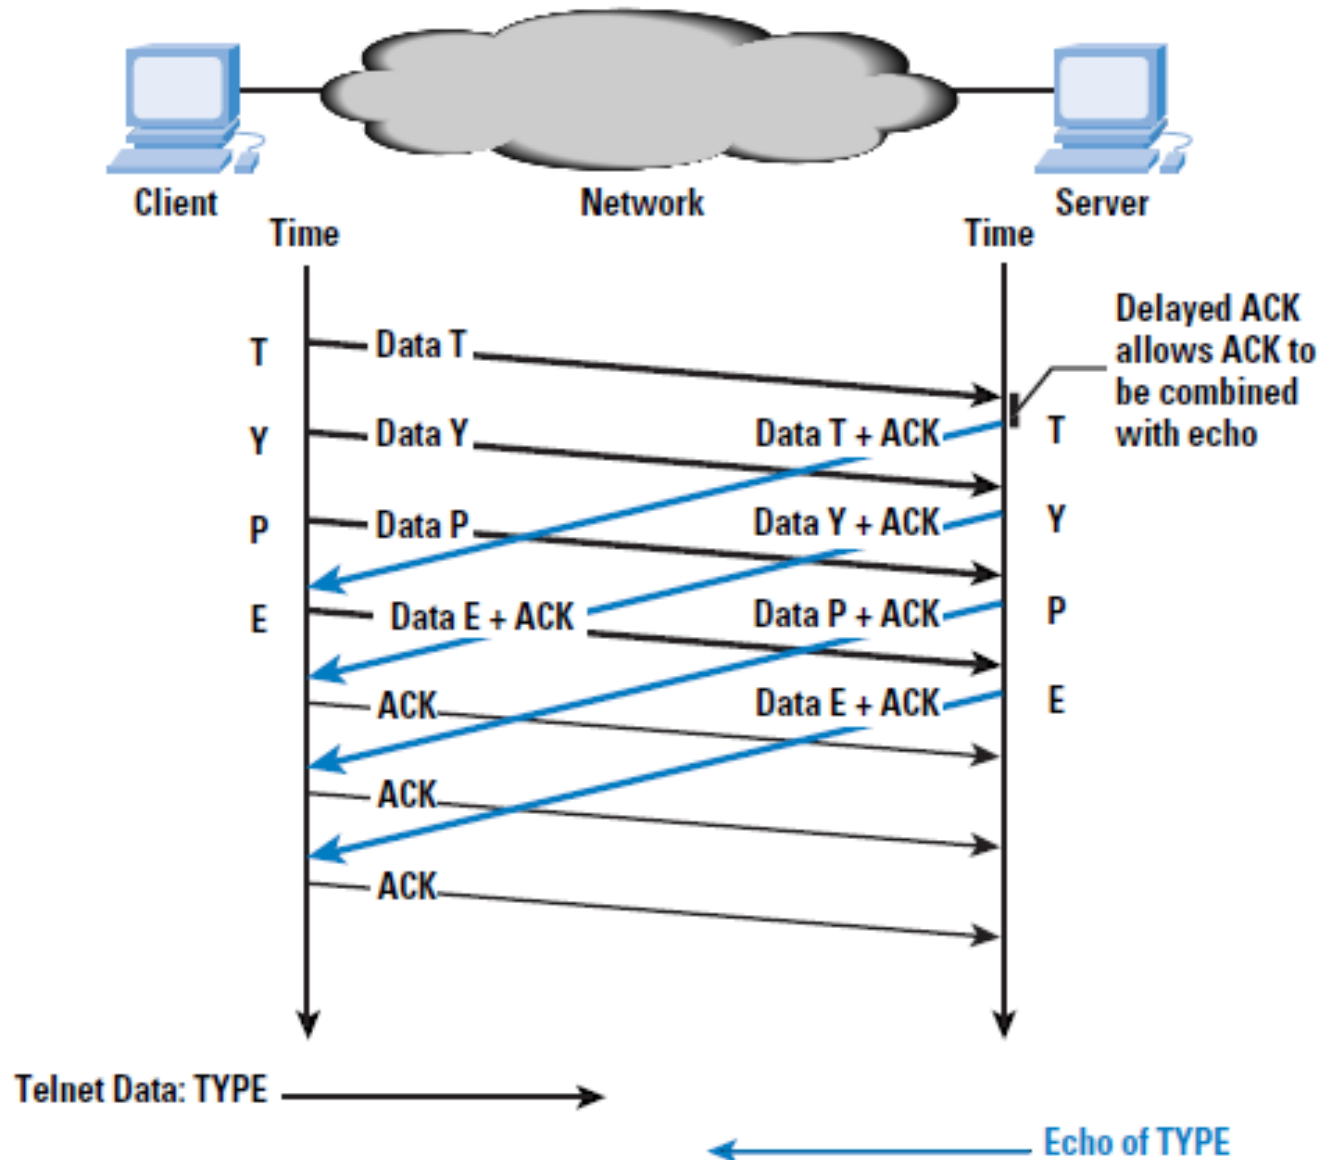 Client
Network
Server
Time
Time
Delayed ACK
allows ACK to
be combined
with echo
T
Data T
Y
Data Y
Data T + ACK
T
P
Data P
Data Y + ACK
Y
E
Data E + ACK
Data P + ACK
P
ACK
Data E + ACK
E
ACK
ACK
Telnet Data: TYPE
Echo of TYPE